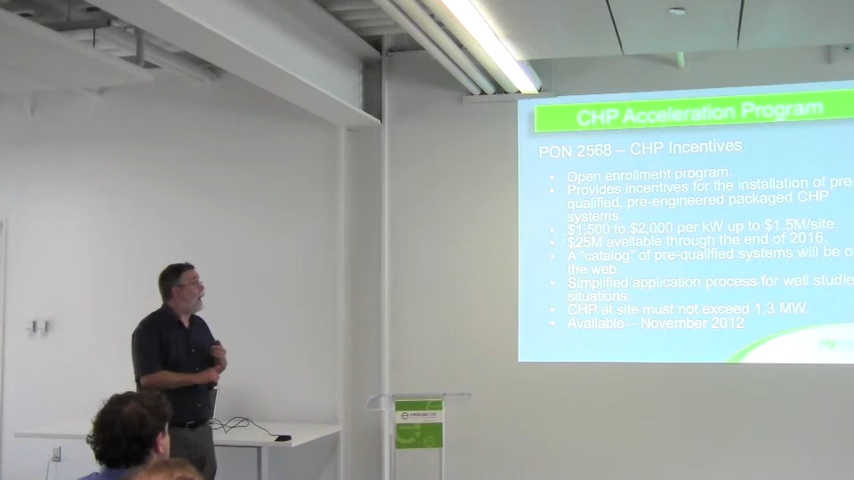 CHP Acceleration Program
PON 2568 – CHP Incentives
• Open enrollment program.
• Provides incentives for the installation of pre-
qualified, pre-engineered packaged CHP
systems.
• $1,500 to $2,000 per kW up to $1.5M/site.
• $25M available through the end of 2016.
• A "catalog" of pre-qualified systems will be
the web.
• Simplified application process for well
situations.
• CHP at site must not exceed 1.3 MW.
• Available – November 2012.